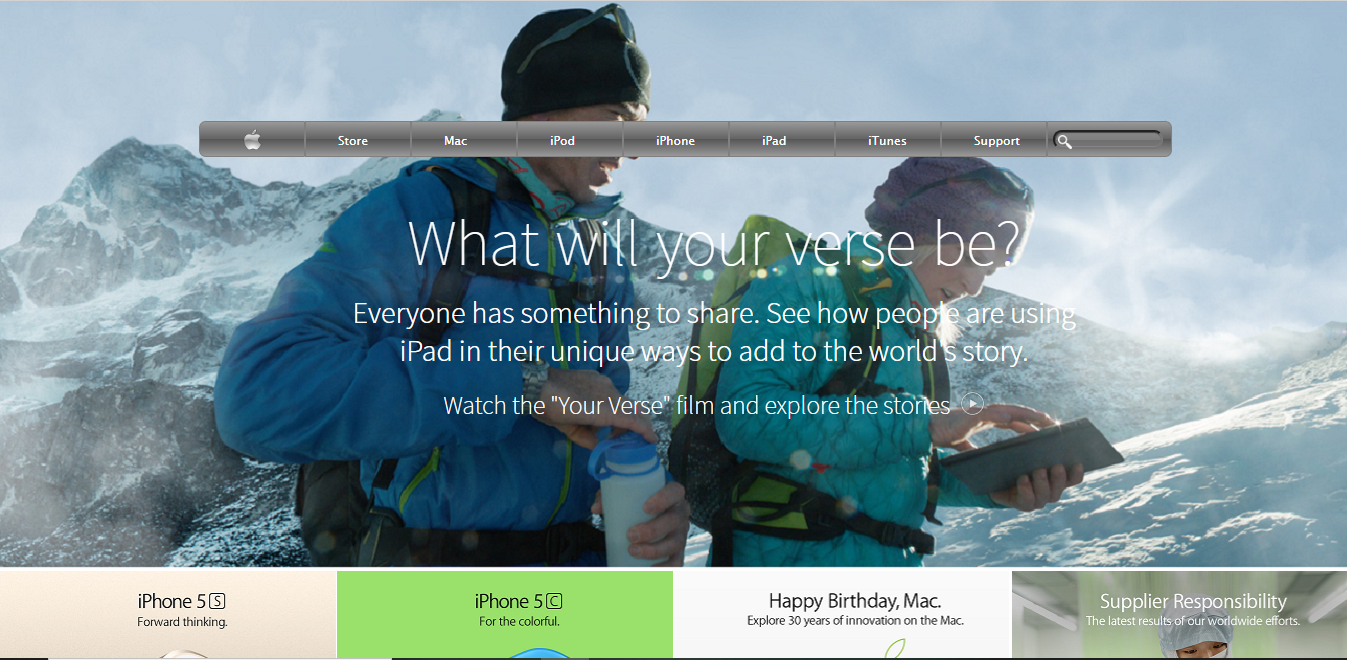 Store
Mac
iPod
iPhone
iPad
iTunes
Support
What will your verse be?
Everyone has something to share. See how people are using
iPad in their unique ways to add to the world's story.
Watch the "Your Verse" film and explore the stories
iPhone 5S
Forward thinking.
iPhone 5C
For the colorful.
Happy Birthday, Mac.
Explore 30 years of innovation on the Mac.
Supplier Responsibility
The latest results of our worldwide efforts.